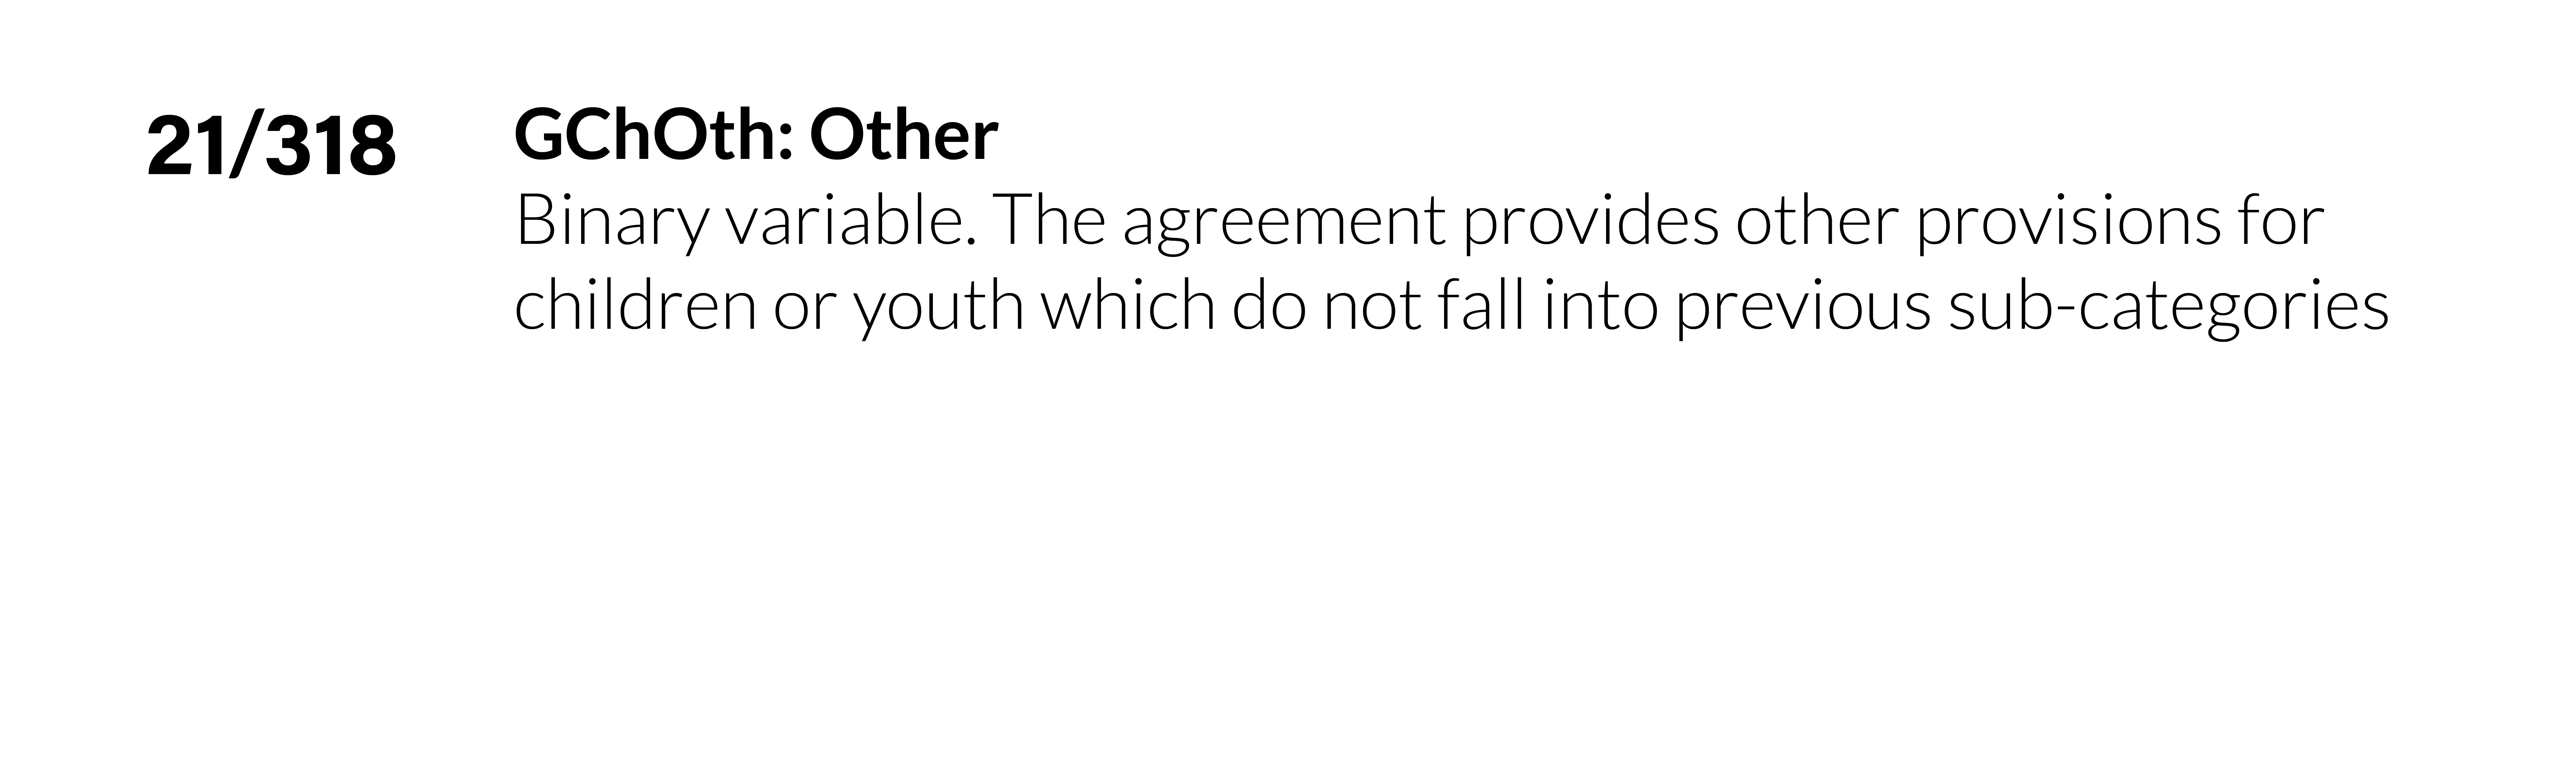 21/318
GChOth: Other
Binary variable. The agreement provides other provisions for
children or youth which do not fall into previous sub-categories